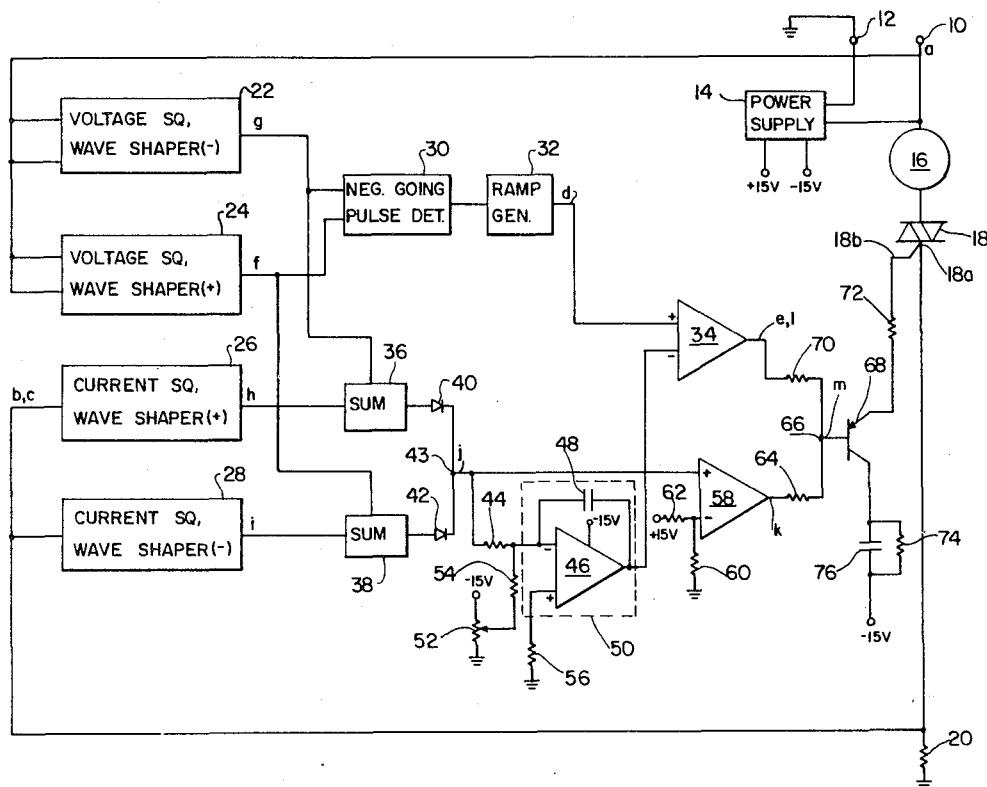 12
10
a
14
POWER
SUPPLY
+15V
-15V
16
18
18b
18a
22
VOLTAGE SQ,
WAVE SHAPER(-)
g
24
VOLTAGE SQ,
WAVE SHAPER(+)
f
30
NEG. GOING
PULSE DET.
32
RAMP
GEN.
d
26
CURRENT SQ,
WAVE SHAPER(+)
b,c
h
28
CURRENT SQ,
WAVE SHAPER(-)
i
36
SUM
40
SUM
38
42
43
j
44
48
-15V
-
46
+
50
54
-15V
52
56
+
34
-
e,l
70
72
68
m
66
64
+
58
-
k
62
+15V
60
74
76
-15V
20